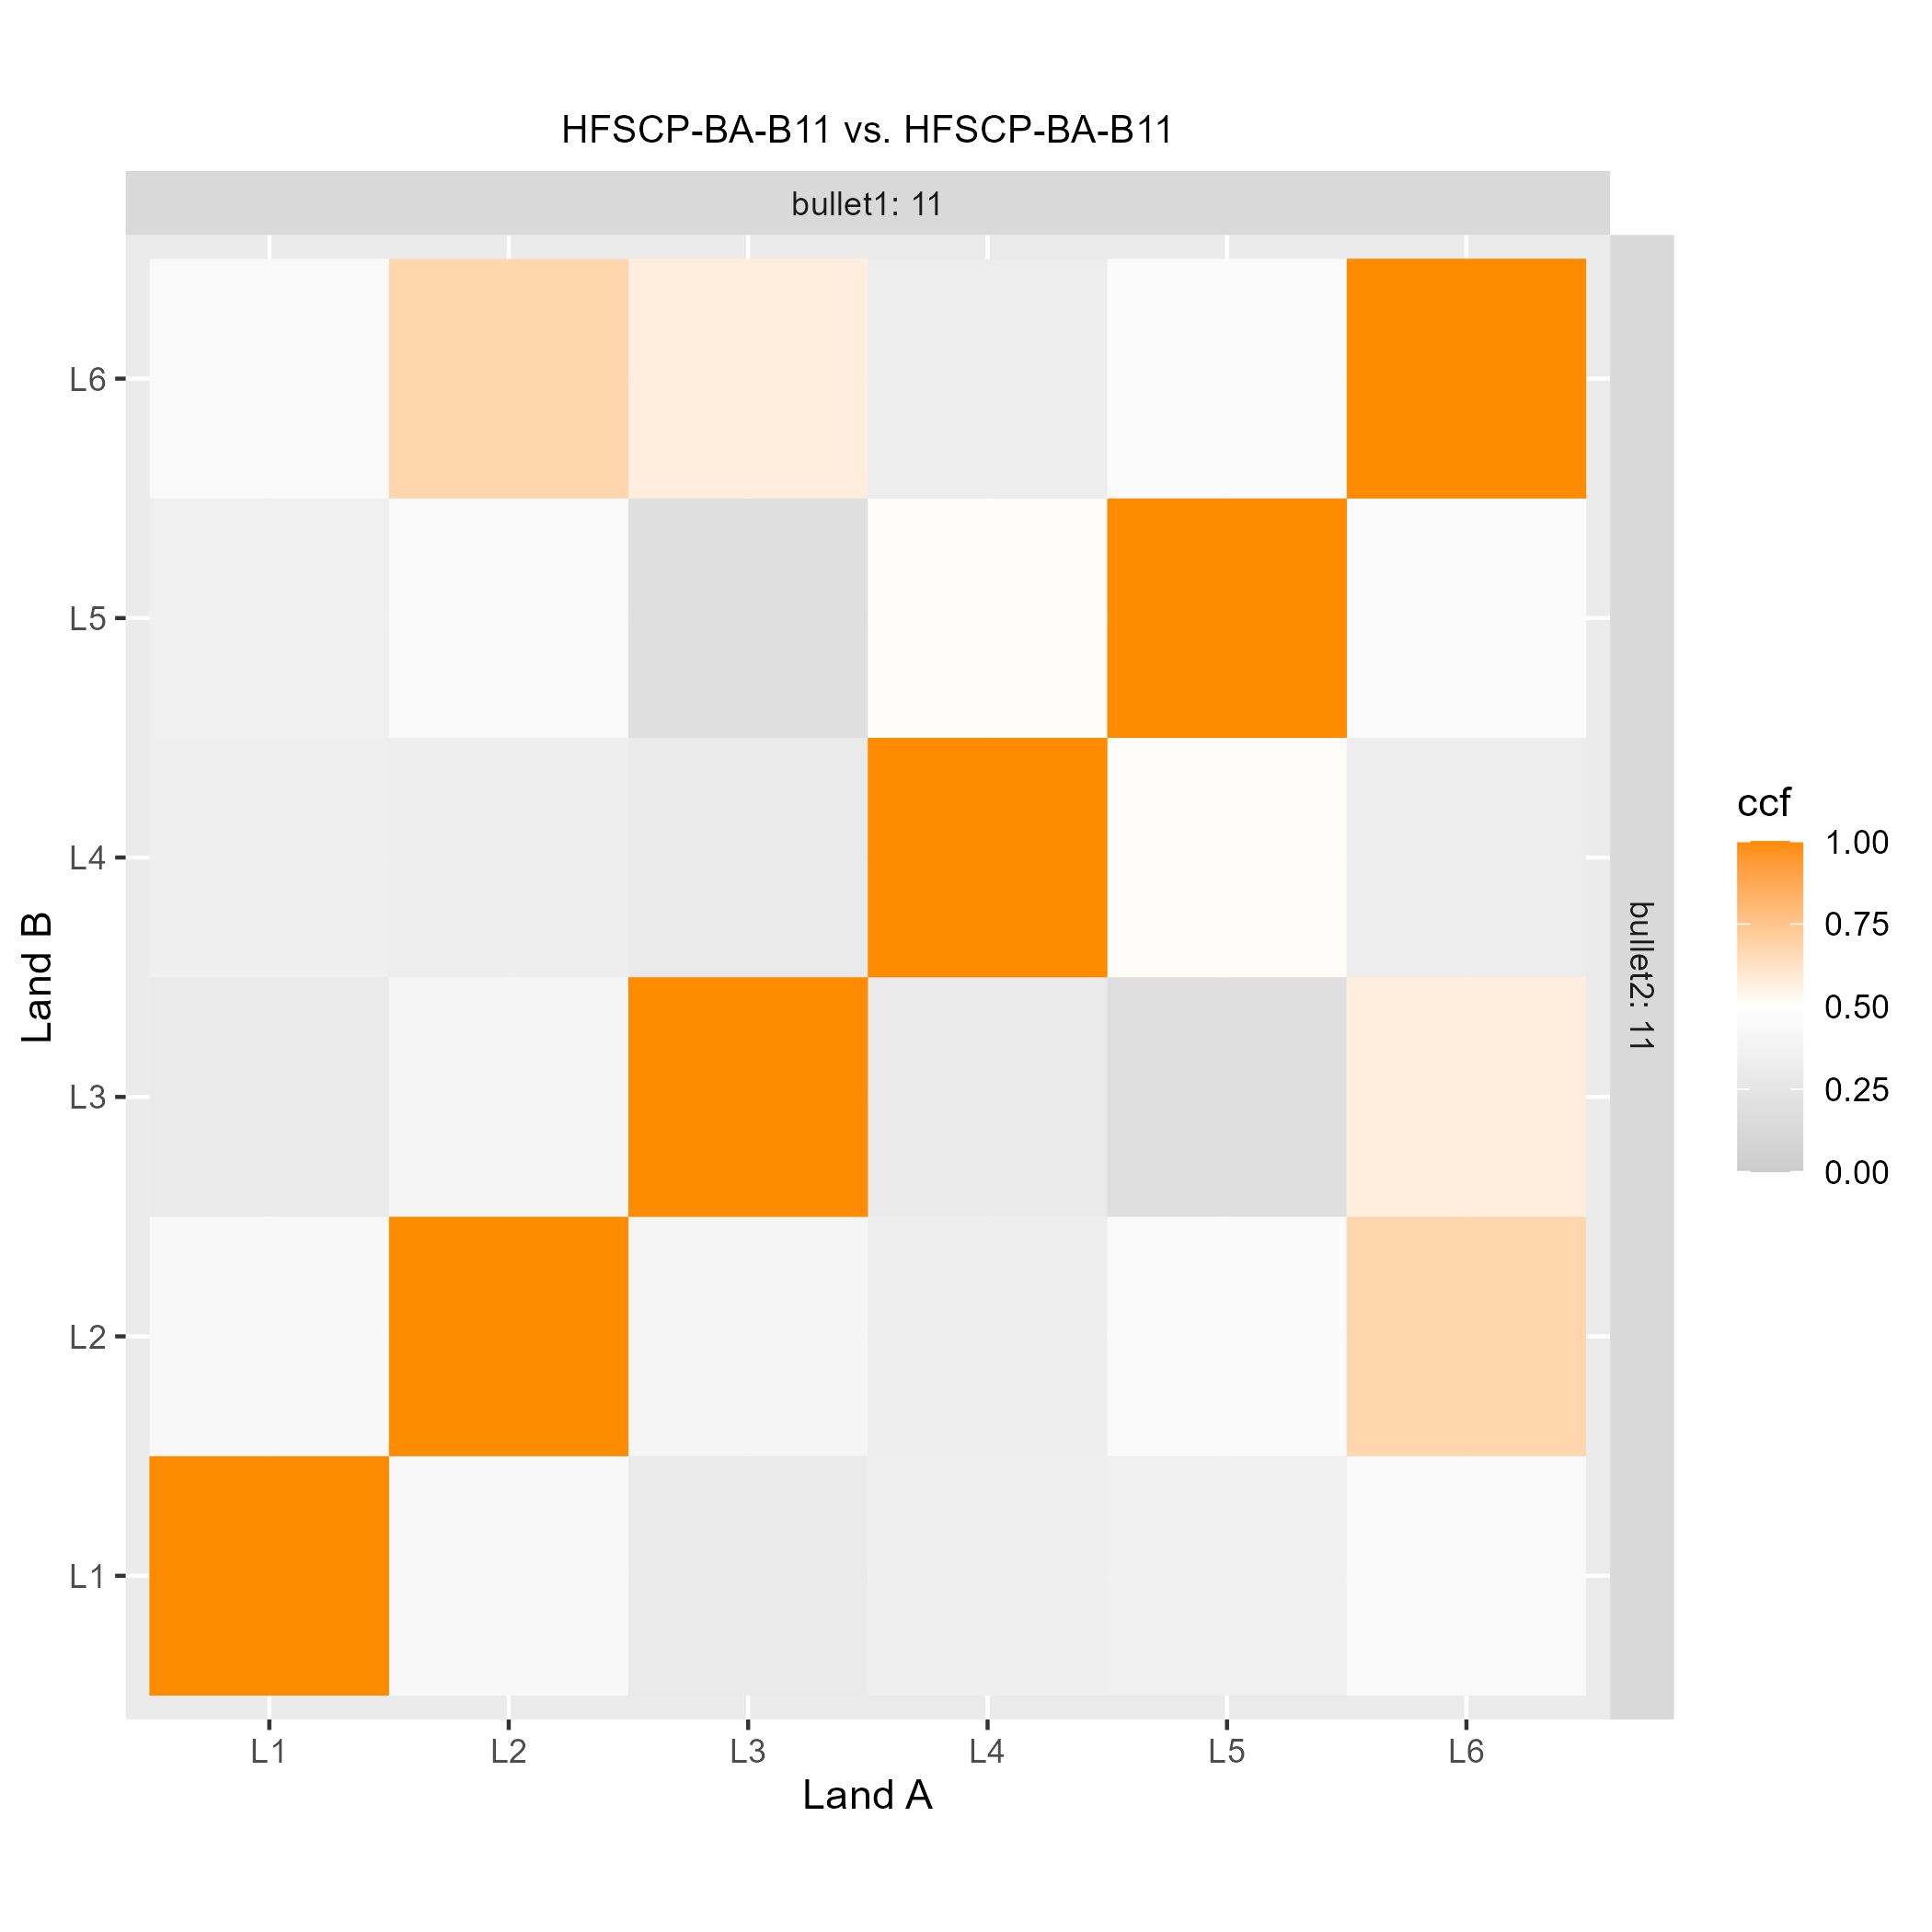 HFSCP-BA-B11 vs. HFSCP-BA-B11
bullet1: 11
L6
L5
L4
L3
L2
L1
Land B
bullet2: 11
ccf
1.00
0.75
0.50
0.25
0.00
L1 L2 L3 L4 L5 L6
Land A